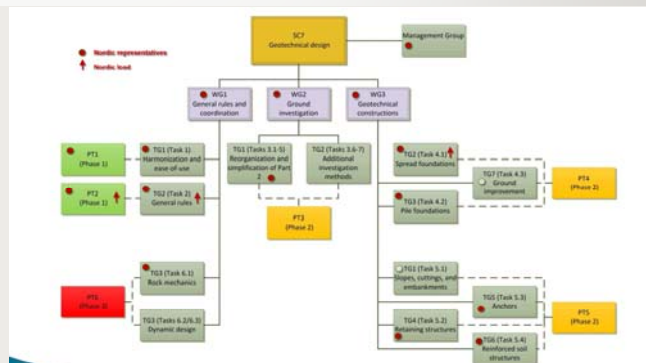 SC7
Geotechnical design
Management Group
Nordic representatives
Nordic lead
WG1
General rules and
coordination
WG2
Ground
investigation
WG3
Geotechnical
constructions
PT1
(Phase 1)
TG1 (Task 1)
Harmonization and
ease-of-use
TG1 (Tasks 3.1-5)
Reorganization and
simplification of Part
2
TG2 (Tasks 3.6-7)
Additional
investigation
methods
TG2 (Task 4.1)
Spread foundations
TG7 (Task 4.3)
Ground
improvement
PT4
(Phase 2)
PT2
(Phase 1)
TG2 (Task 2)
General rules
PT3
(Phase 2)
TG3 (Task 4.2)
Pile foundations
TG3 (Task 6.1)
Rock mechanics
TG1 (Task 5.1)
Slopes, cuttings, and
embankments
PT6
(Phase 3)
TG5 (Task 5.3)
Anchors
TG3 (Tasks 6.2/6.3)
Dynamic design
TG4 (Task 5.2)
Retaining structures
PT5
(Phase 2)
TG6 (Task 5.4)
Reinforced soil
structures